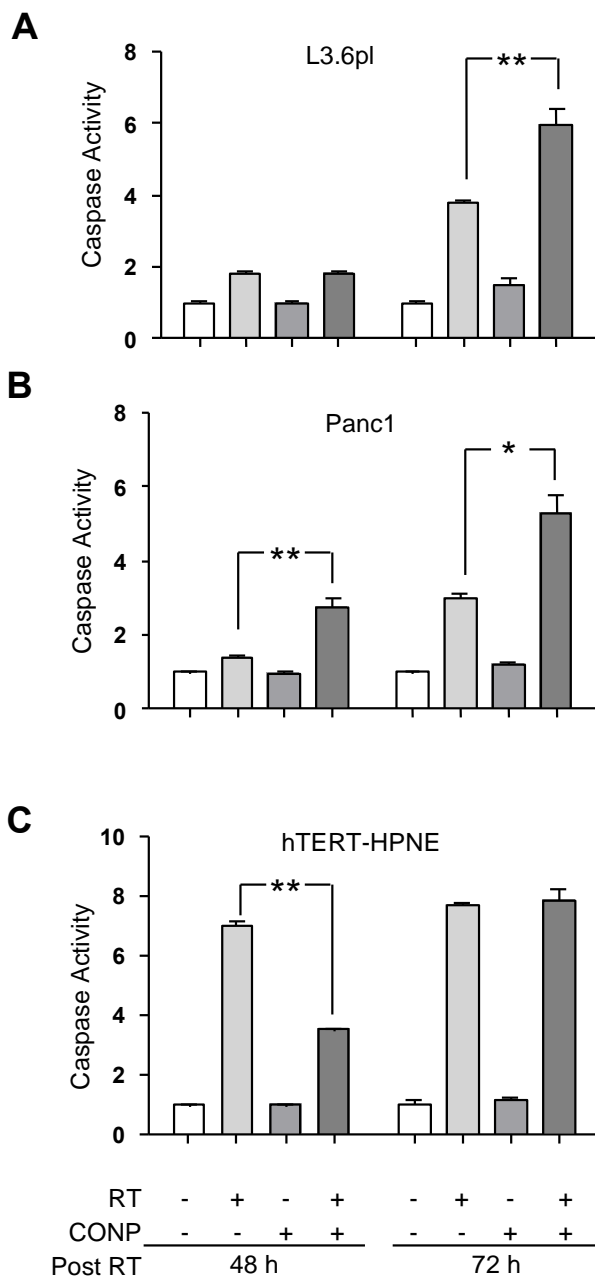 A
L3.6pl
8
**
6
Caspase Activity
4
2
0
B
Panc1
8
*
6
Caspase Activity
**
4
2
0
C
hTERT-HPNE
10
**
8
Caspase Activity
6
4
2
0
RT - + - + - + - +
CONP - - + + - - + +
Post RT 48 h 72 h